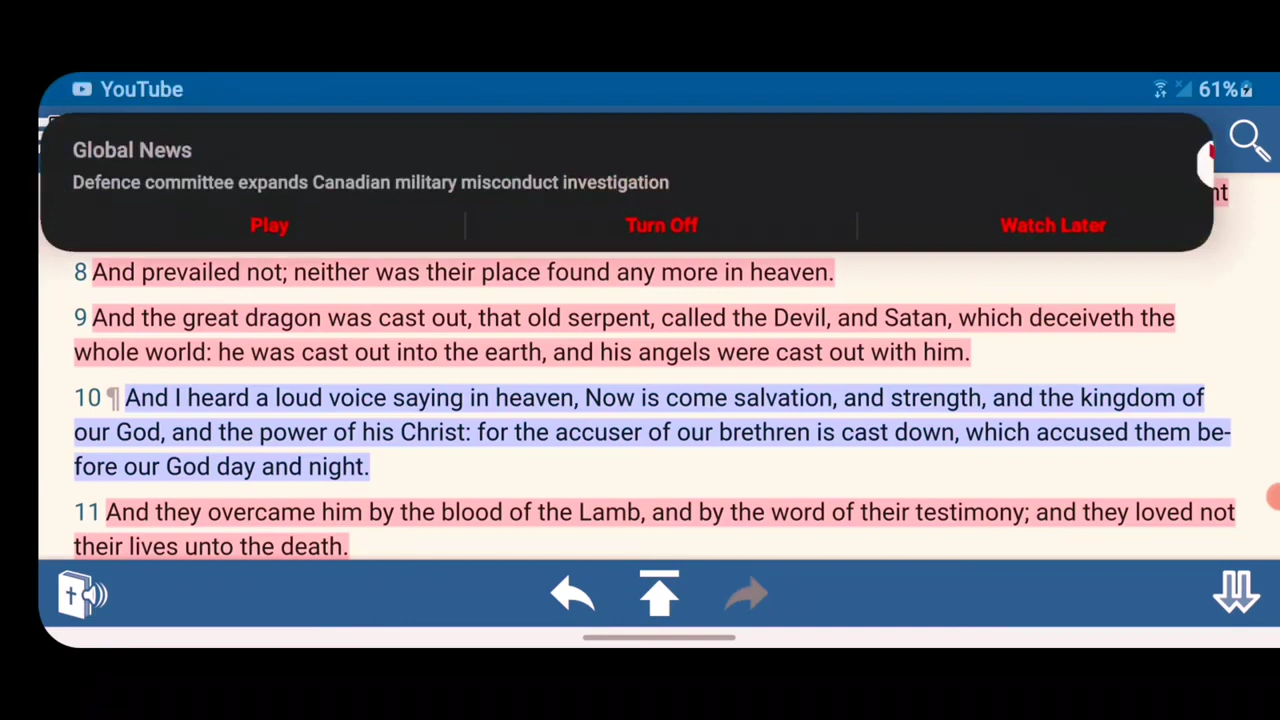 YouTube
61%
Global News
Defence committee expands Canadian military misconduct investigation
Play
Turn Off
Watch Later
nt
8 And prevailed not; neither was their place found any more in heaven.
9 And the great dragon was cast out, that old serpent, called the Devil, and Satan, which deceiveth the
whole world: he was cast out into the earth, and his angels were cast out with him.
10 ¶ And I heard a loud voice saying in heaven, Now is come salvation, and strength, and the kingdom of
our God, and the power of his Christ: for the accuser of our brethren is cast down, which accused them be-
fore our God day and night.
11 And they overcame him by the blood of the Lamb, and by the word of their testimony; and they loved not
their lives unto the death.